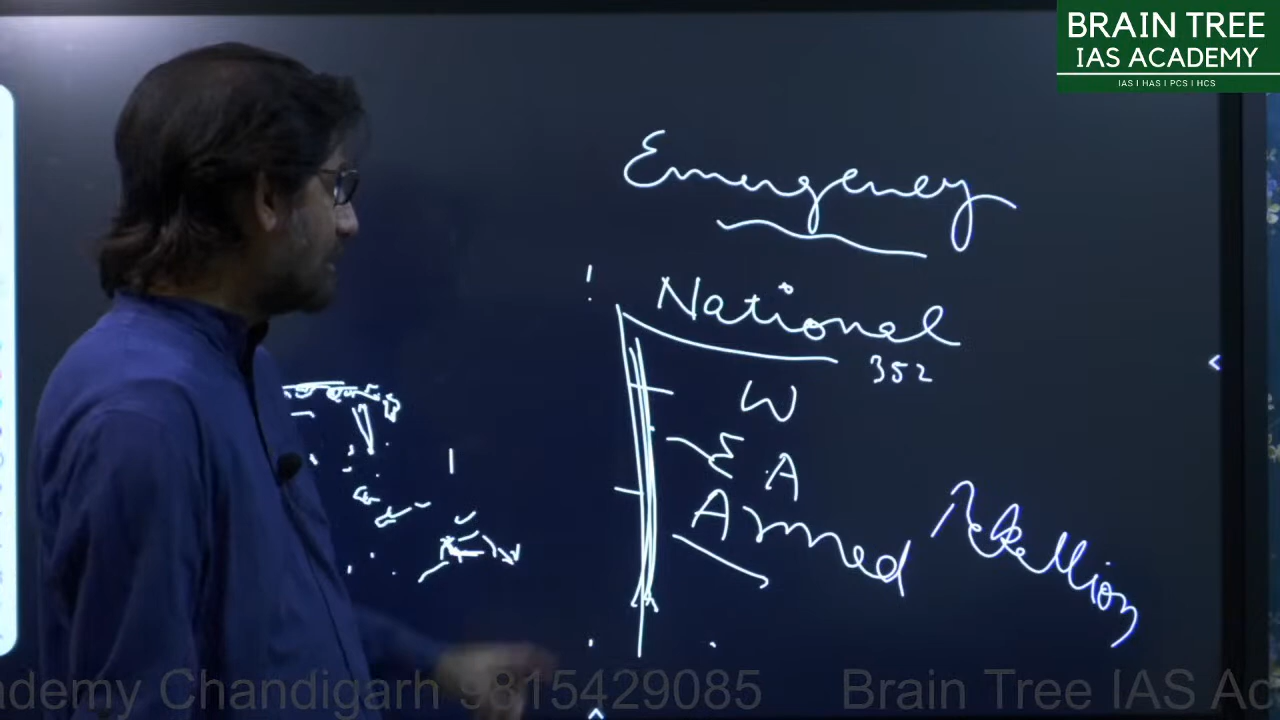 BRAIN TREE
IAS ACADEMY
IAS | HAS | PCS | HCS
Emergency
National
352
W
E A
Armed Rebellion
ademy Chandigarh 9815429085 Brain Tree IAS Ac